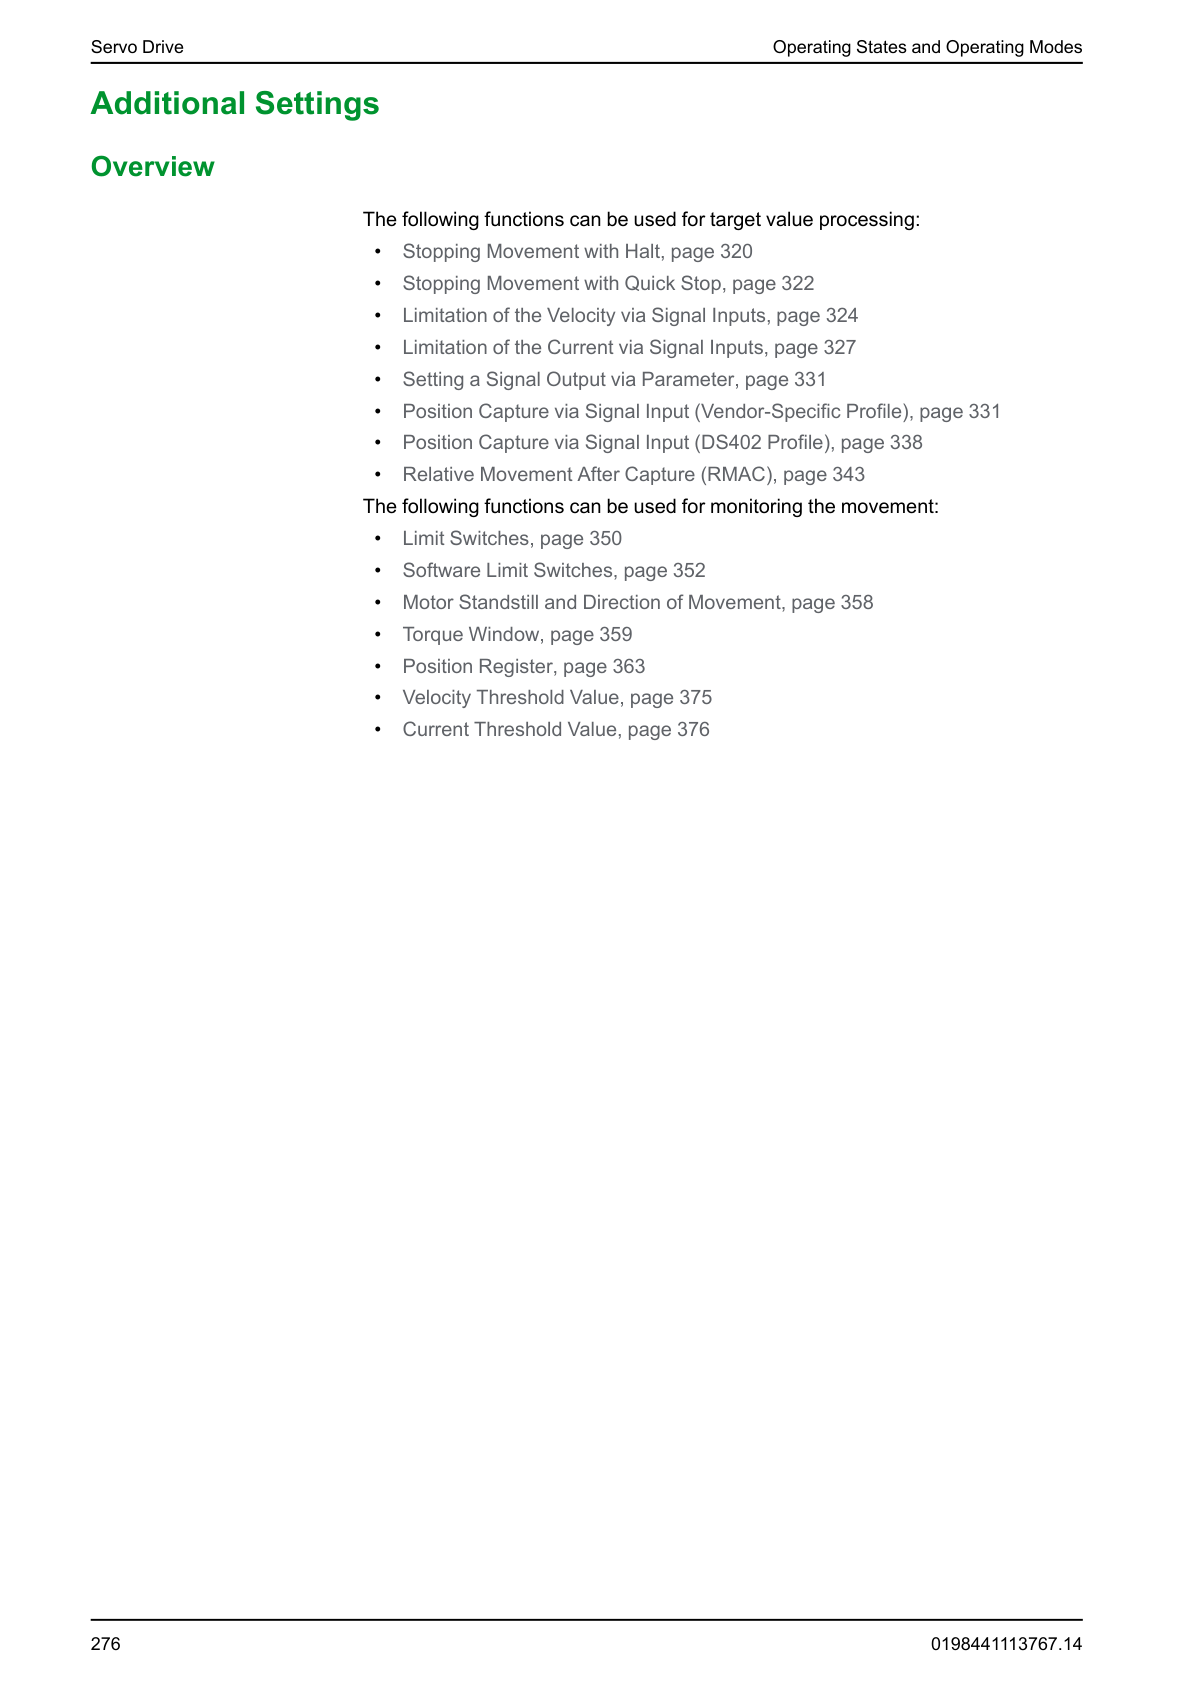 Servo Drive
Operating States and Operating Modes
Additional Settings
Overview
The following functions can be used for target value processing:
• Stopping Movement with Halt, page 320
• Stopping Movement with Quick Stop, page 322
• Limitation of the Velocity via Signal Inputs, page 324
• Limitation of the Current via Signal Inputs, page 327
• Setting a Signal Output via Parameter, page 331
• Position Capture via Signal Input (Vendor-Specific Profile), page 331
• Position Capture via Signal Input (DS402 Profile), page 338
• Relative Movement After Capture (RMAC), page 343
The following functions can be used for monitoring the movement:
• Limit Switches, page 350
• Software Limit Switches, page 352
• Motor Standstill and Direction of Movement, page 358
• Torque Window, page 359
• Position Register, page 363
• Velocity Threshold Value, page 375
• Current Threshold Value, page 376
276
0198441113767.14